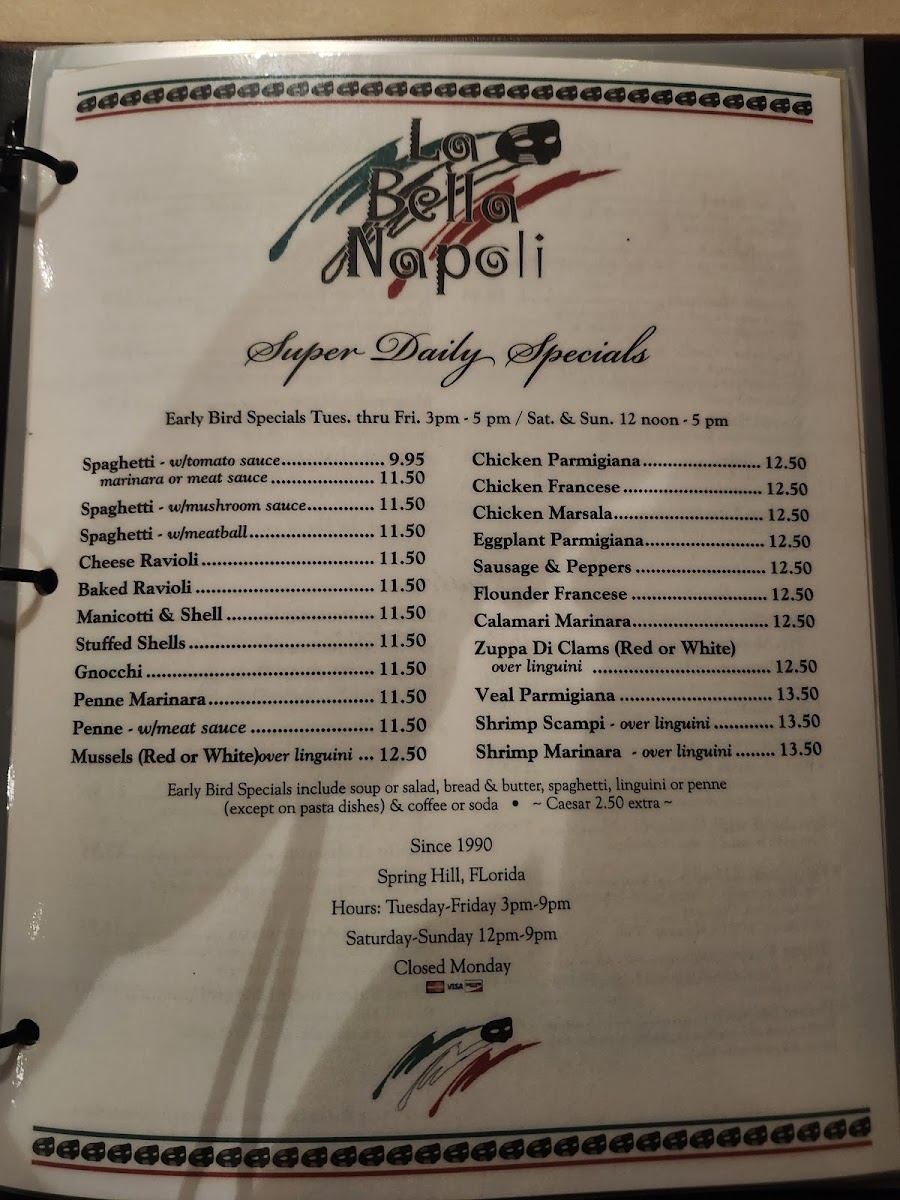 La
Bella
Napoli
Super Daily Specials
Early Bird Specials Tues. thru Fri. 3pm - 5 pm / Sat. & Sun. 12 noon - 5 pm
Spaghetti - w/tomato sauce..................... 9.95
marinara or meat sauce ..................... 11.50
Spaghetti - w/mushroom sauce.............. 11.50
Spaghetti - w/meatball.......................... 11.50
Cheese Ravioli................................... 11.50
Baked Ravioli .................................... 11.50
Manicotti & Shell .............................. 11.50
Stuffed Shells ..................................... 11.50
Gnocchi ............................................. 11.50
Penne Marinara................................. 11.50
Penne - w/meat sauce ......................... 11.50
Mussels (Red or White)over linguini ... 12.50
Chicken Parmigiana........................ 12.50
Chicken Francese ............................ 12.50
Chicken Marsala.............................. 12.50
Eggplant Parmigiana........................ 12.50
Sausage & Peppers .......................... 12.50
Flounder Francese ........................... 12.50
Calamari Marinara........................... 12.50
Zuppa Di Clams (Red or White)
over linguini .................................... 12.50
Veal Parmigiana .............................. 13.50
Shrimp Scampi - over linguini ............ 13.50
Shrimp Marinara - over linguini ........ 13.50
Early Bird Specials include soup or salad, bread & butter, spaghetti, linguini or penne
(except on pasta dishes) & coffee or soda • ~ Caesar 2.50 extra ~
Since 1990
Spring Hill, FLorida
Hours: Tuesday-Friday 3pm-9pm
Saturday-Sunday 12pm-9pm
Closed Monday
VISA